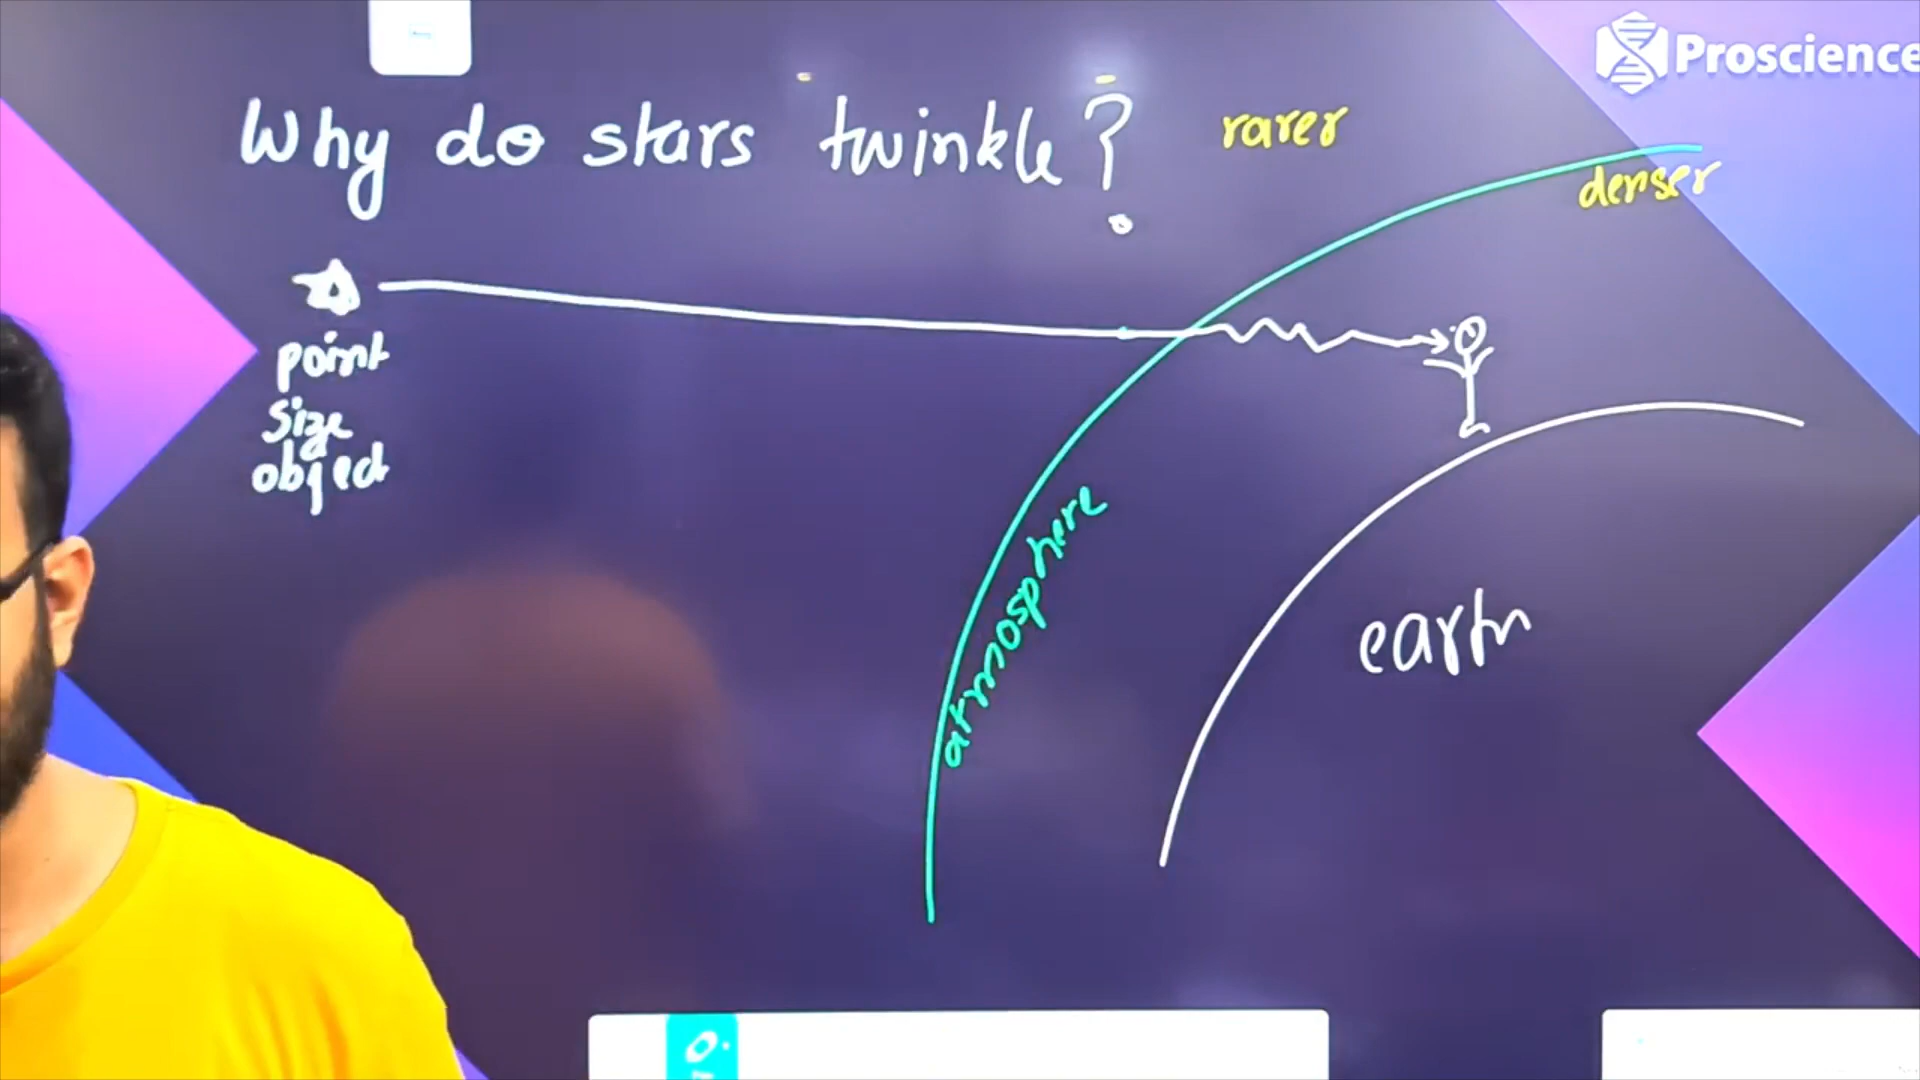 Proscience
Why do stars twinkle?
rarer
denser
point
size
object
atmosphere
earth